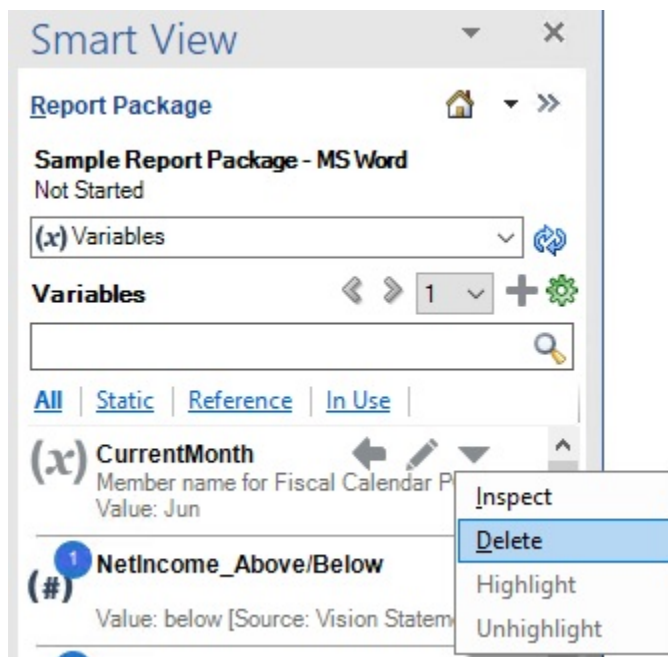 Smart View
Report Package
Sample Report Package - MS Word
Not Started
(x) Variables
Variables
1
All | Static | Reference | In Use |
(x) CurrentMonth
Member name for Fiscal Calendar
Value: Jun
1
(#) NetIncome_Above/Below
Value: below [Source: Vision
Inspect
Delete
Highlight
Unhighlight